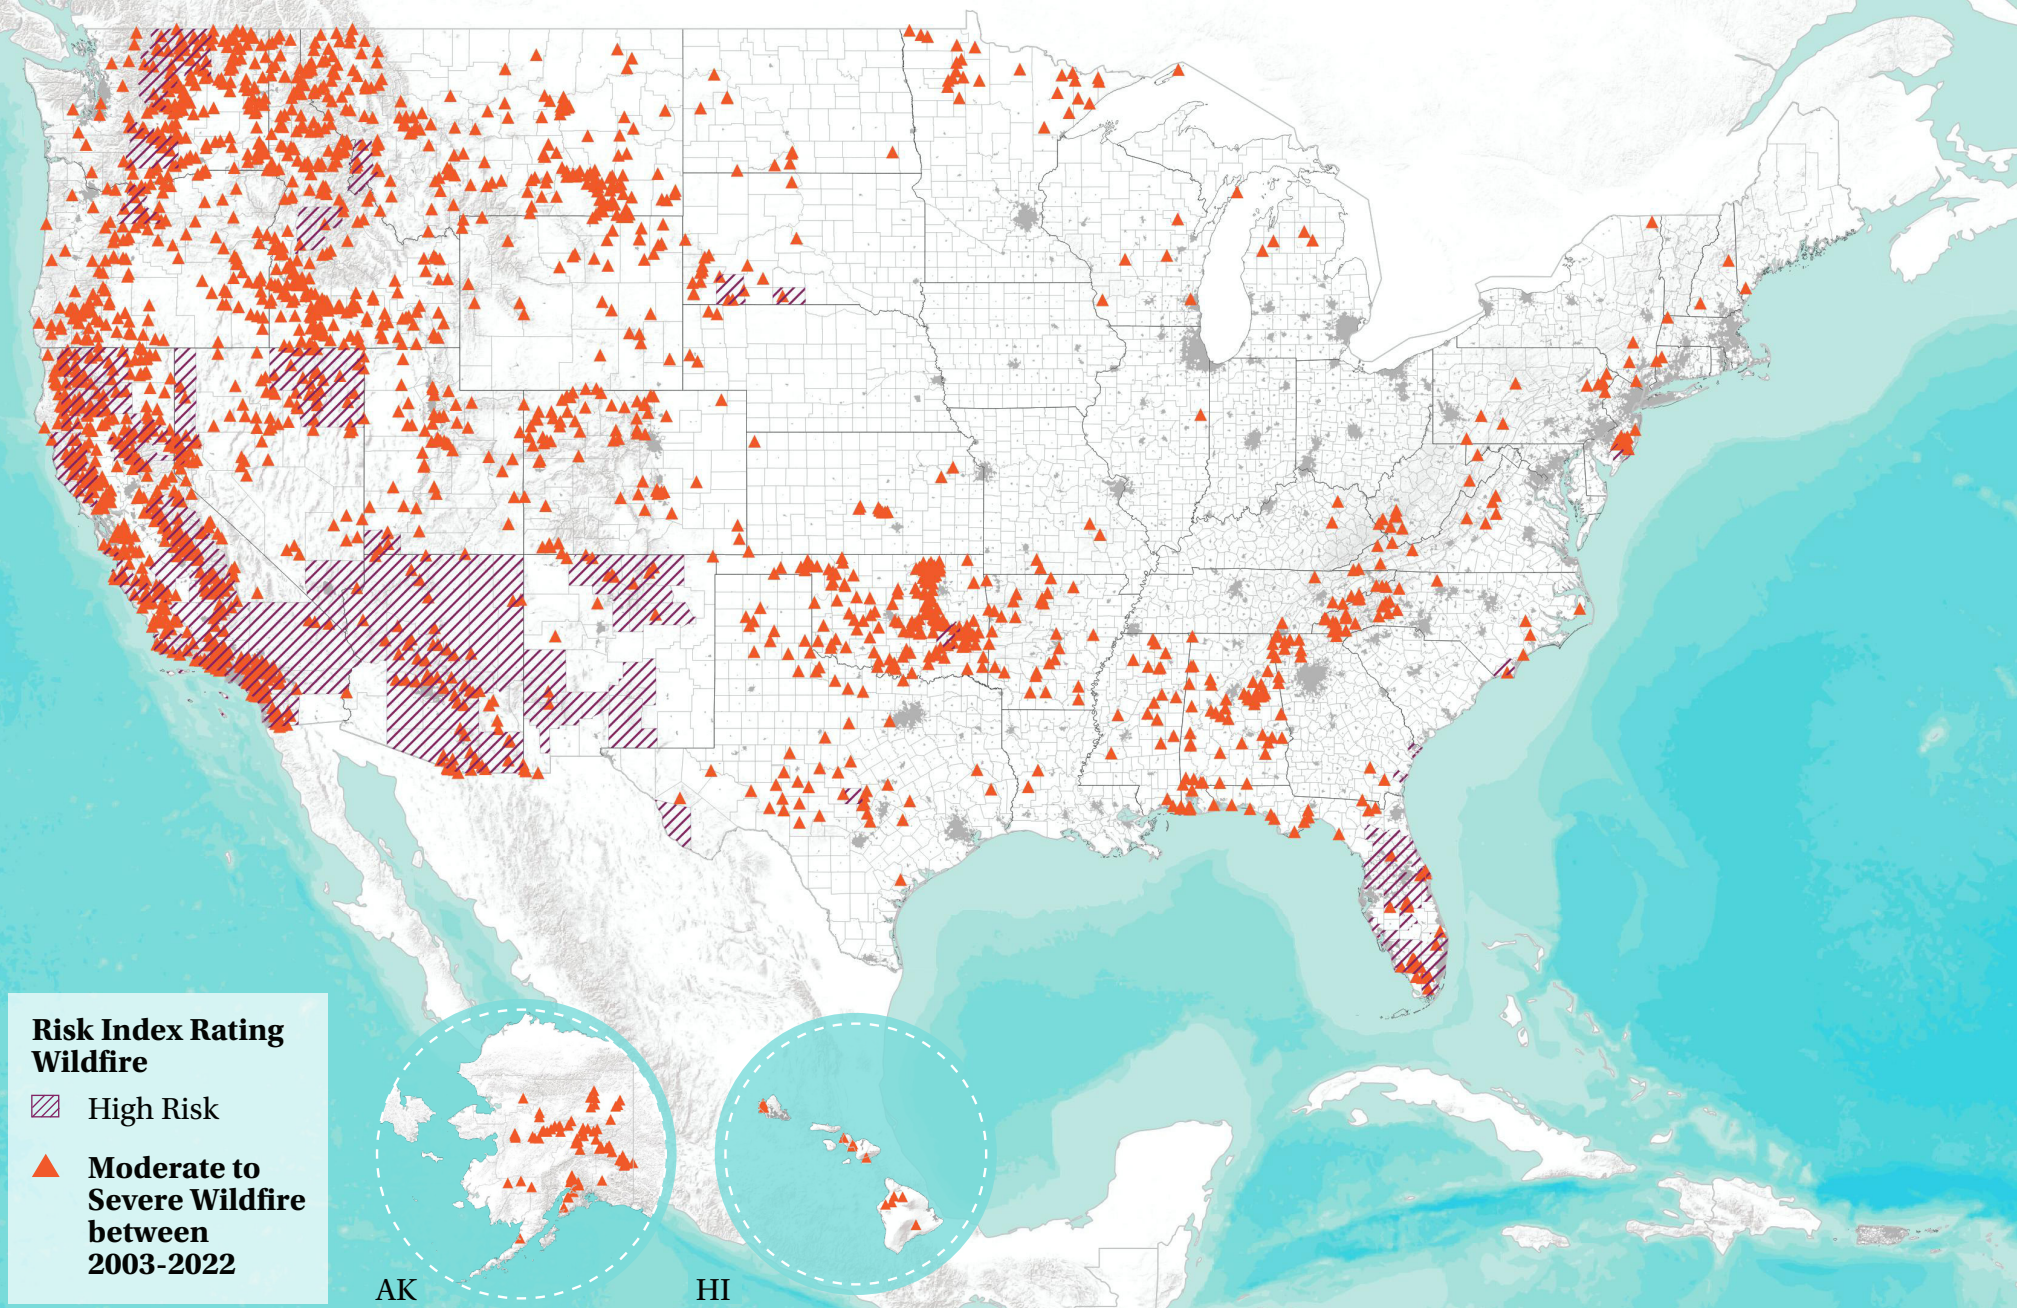 Risk Index Rating
Wildfire
High Risk
Moderate to
Severe Wildfire
between
2003-2022
AK
HI